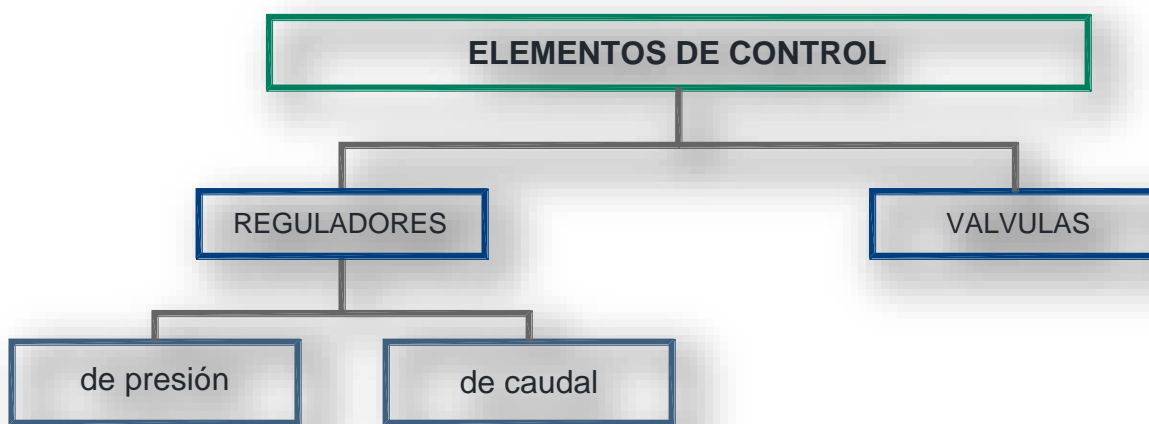 ELEMENTOS DE CONTROL
REGULADORES
VALVULAS
de presión
de caudal